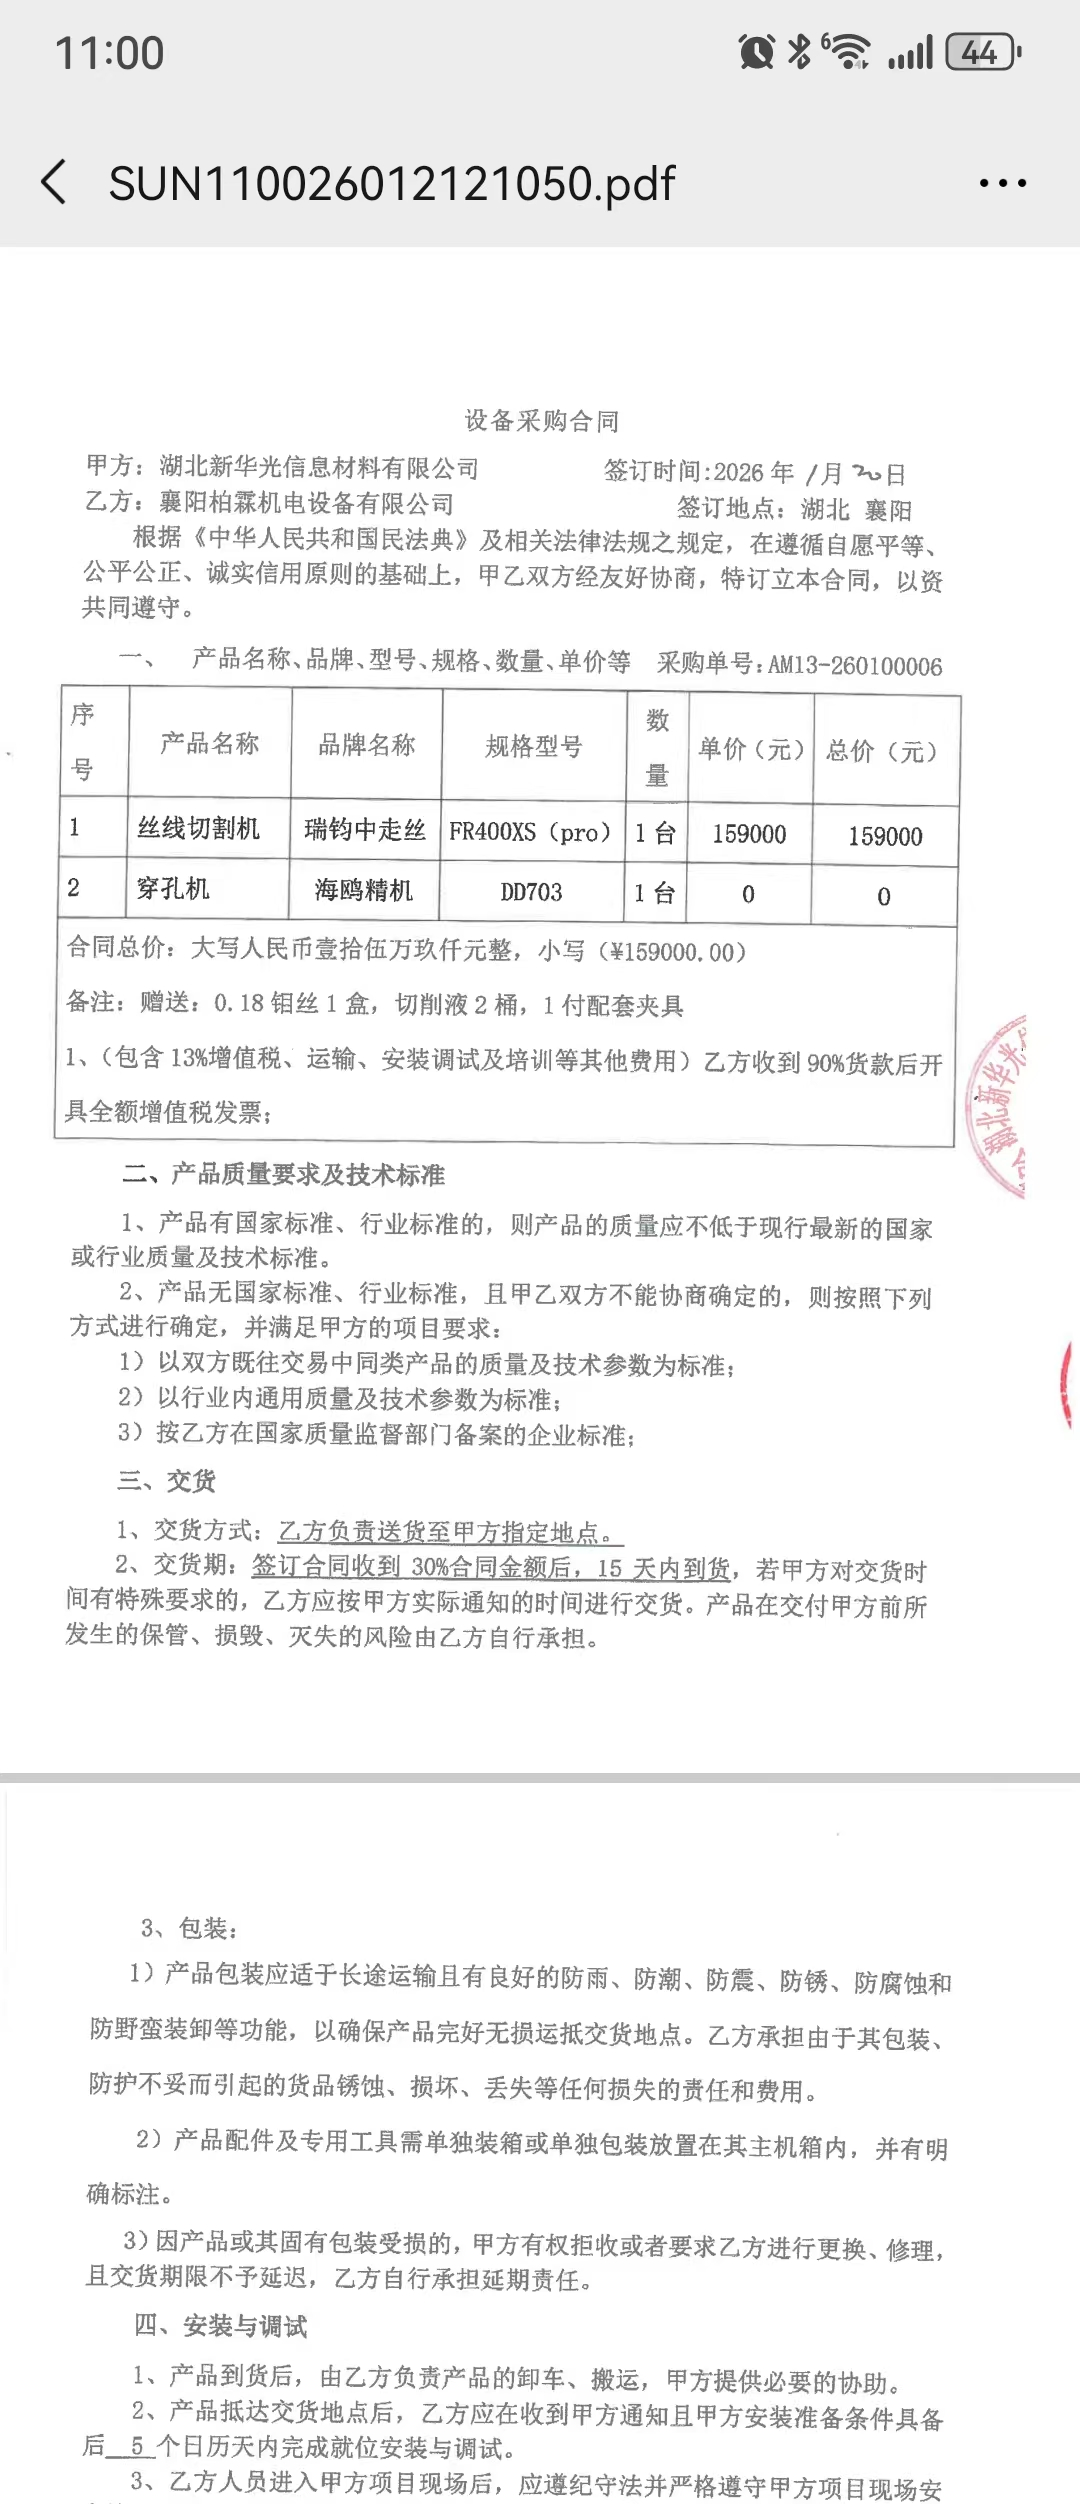 11:00
6
44
SUN110026012121050.pdf
设备采购合同
甲方：湖北新华光信息材料有限公司 签订时间:2026 年 1月 20日
乙方：襄阳柏霖机电设备有限公司 签订地点：湖北 襄阳
根据《中华人民共和国民法典》及相关法律法规之规定，在遵循自愿平等、
公平公正、诚实信用原则的基础上，甲乙双方经友好协商，特订立本合同，以资
共同遵守。
一、 产品名称、品牌、型号、规格、数量、单价等 采购单号：AM13-260100006
序号 产品名称 品牌名称 规格型号 数量 单价（元） 总价（元）
1 丝线切割机 瑞钧中走丝 FR400XS（pro） 1 台 159000 159000
2 穿孔机 海鸥精机 DD703 1 台 0 0
合同总价：大写人民币壹拾伍万玖仟元整，小写（¥159000.00）
备注：赠送：0.18 钼丝 1 盒，切削液 2 桶，1 付配套夹具
1、（包含 13%增值税、运输、安装调试及培训等其他费用）乙方收到 90%货款后开
具全额增值税发票；
湖北新华光
合
二、产品质量要求及技术标准
1、产品有国家标准、行业标准的，则产品的质量应不低于现行最新的国家
或行业质量及技术标准。
2、产品无国家标准、行业标准，且甲乙双方不能协商确定的，则按照下列
方式进行确定，并满足甲方的项目要求：
1）以双方既往交易中同类产品的质量及技术参数为标准；
2）以行业内通用质量及技术参数为标准；
3）按乙方在国家质量监督部门备案的企业标准；
三、交货
1、交货方式：乙方负责送货至甲方指定地点。
2、交货期：签订合同收到 30%合同金额后，15 天内到货，若甲方对交货时
间有特殊要求的，乙方应按甲方实际通知的时间进行交货。产品在交付甲方前所
发生的保管、损毁、灭失的风险由乙方自行承担。
3、包装：
1）产品包装应适于长途运输且有良好的防雨、防潮、防震、防锈、防腐蚀和
防野蛮装卸等功能，以确保产品完好无损运抵交货地点。乙方承担由于其包装、
防护不妥而引起的货品锈蚀、损坏、丢失等任何损失的责任和费用。
2）产品配件及专用工具需单独装箱或单独包装放置在其主机箱内，并有明
确标注。
3）因产品或其固有包装受损的，甲方有权拒收或者要求乙方进行更换、修理，
且交货期限不予延迟，乙方自行承担延期责任。
四、安装与调试
1、产品到货后，由乙方负责产品的卸车、搬运，甲方提供必要的协助。
2、产品抵达交货地点后，乙方应在收到甲方通知且甲方安装准备条件具备
后 5 个日历天内完成就位安装与调试。
3、乙方人员进入甲方项目现场后，应遵纪守法并严格遵守甲方项目现场安